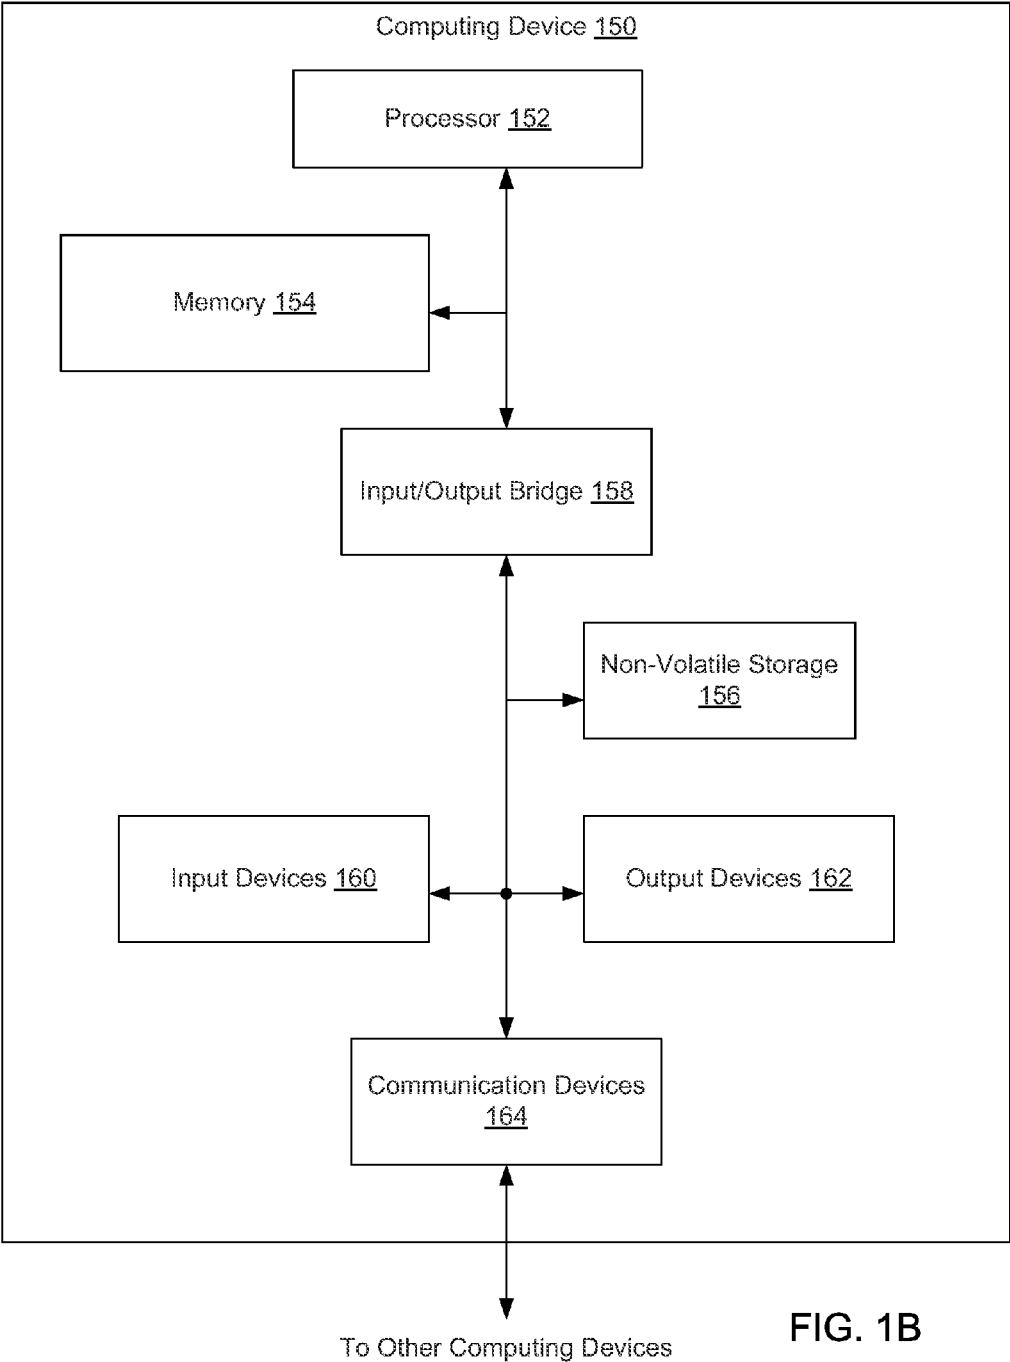 Computing Device 150
Processor 152
Memory 154
Input/Output Bridge 158
Non-Volatile Storage
156
Input Devices 160
Output Devices 162
Communication Devices
164
To Other Computing Devices
FIG. 1B